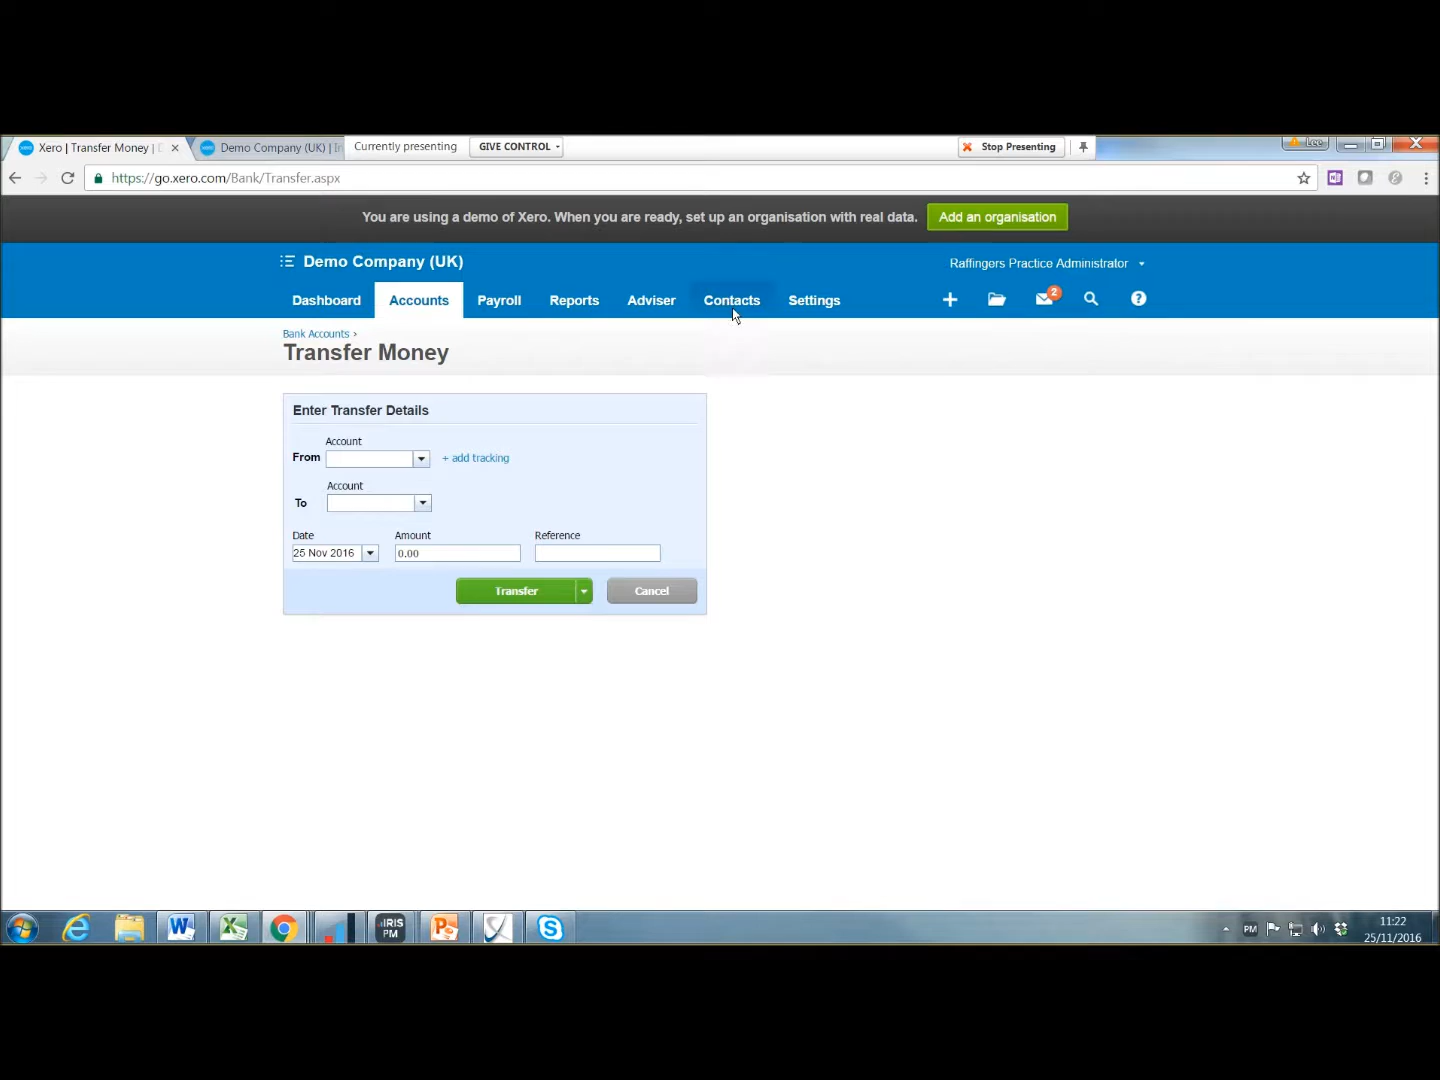 Xero | Transfer Money |
Demo Company (UK) |
Currently presenting
GIVE CONTROL
Stop Presenting
Lee
https://go.xero.com/Bank/Transfer.aspx
You are using a demo of Xero. When you are ready, set up an organisation with real data.
Add an organisation
Demo Company (UK)
Raffingers Practice Administrator
Dashboard
Accounts
Payroll
Reports
Adviser
Contacts
Settings
2
Bank Accounts ›
Transfer Money
Enter Transfer Details
Account
From
+ add tracking
Account
To
Date
Amount
Reference
25 Nov 2016
0.00
Transfer
Cancel
IRIS
PM
PM
11:22
25/11/2016